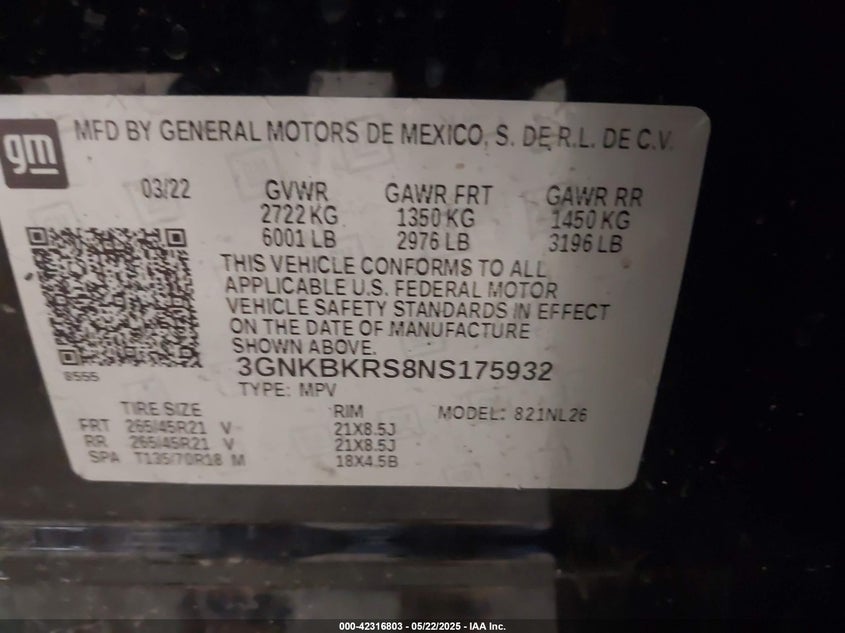 gm
MFD BY GENERAL MOTORS DE MEXICO, S. DE R.L. DE C.V.
03/22 GVWR GAWR FRT GAWR RR
2722 KG 1350 KG 1450 KG
6001 LB 2976 LB 3196 LB
THIS VEHICLE CONFORMS TO ALL
APPLICABLE U.S. FEDERAL MOTOR
VEHICLE SAFETY STANDARDS IN EFFECT
ON THE DATE OF MANUFACTURE
SHOWN ABOVE.
3GNKBKRS8NS175932
8555
TYPE: MPV
TIRE SIZE RIM MODEL: 821NL26
FRT 265/45R21 V 21X8.5J
RR 265/45R21 V 21X8.5J
SPA T135/70R18 M 18X4.5B
000-42316803 - 05/22/2025 - IAA Inc.